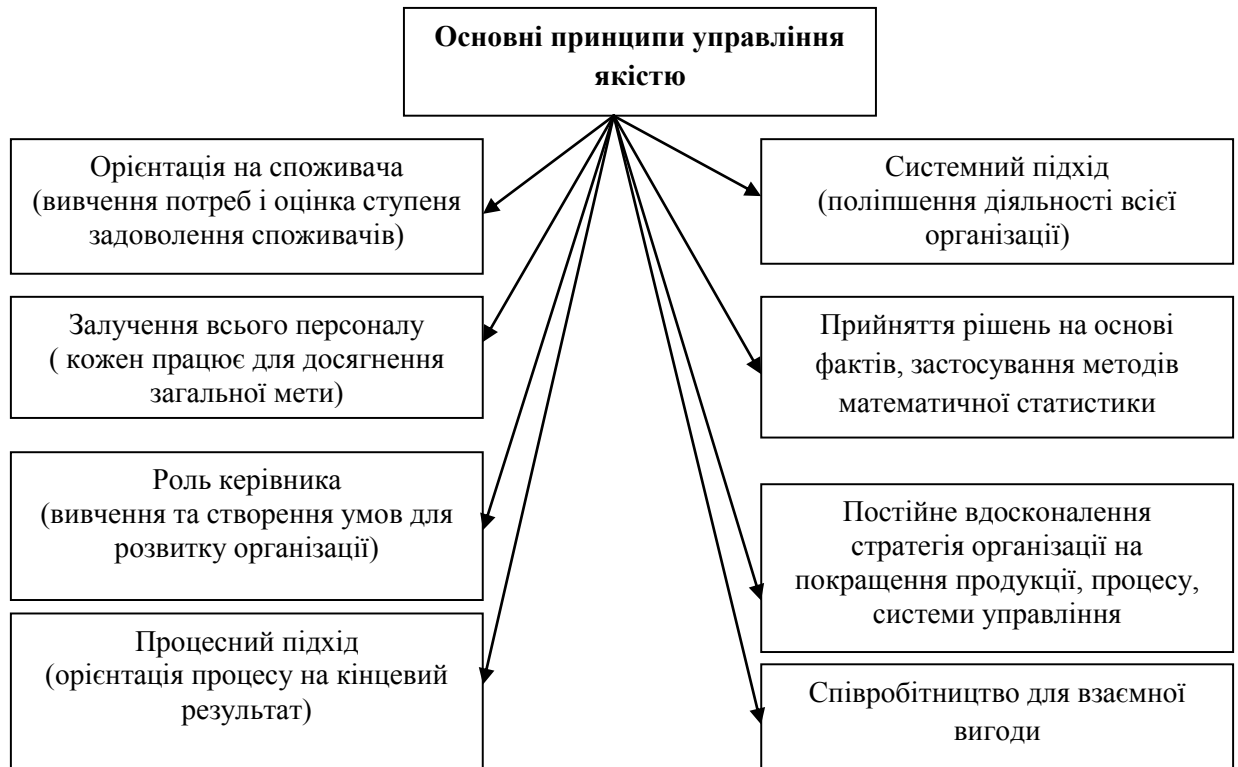 Основні принципи управління
якістю
Орієнтація на споживача
(вивчення потреб і оцінка ступеня
задоволення споживачів)
Залучення всього персоналу
( кожен працює для досягнення
загальної мети)
Роль керівника
(вивчення та створення умов для
розвитку організації)
Процесний підхід
(орієнтація процесу на кінцевий
результат)
Системний підхід
(поліпшення діяльності всієї
організації)
Прийняття рішень на основі
фактів, застосування методів
математичної статистики
Постійне вдосконалення
стратегія організації на
покращення продукції, процесу,
системи управління
Співробітництво для взаємної
вигоди